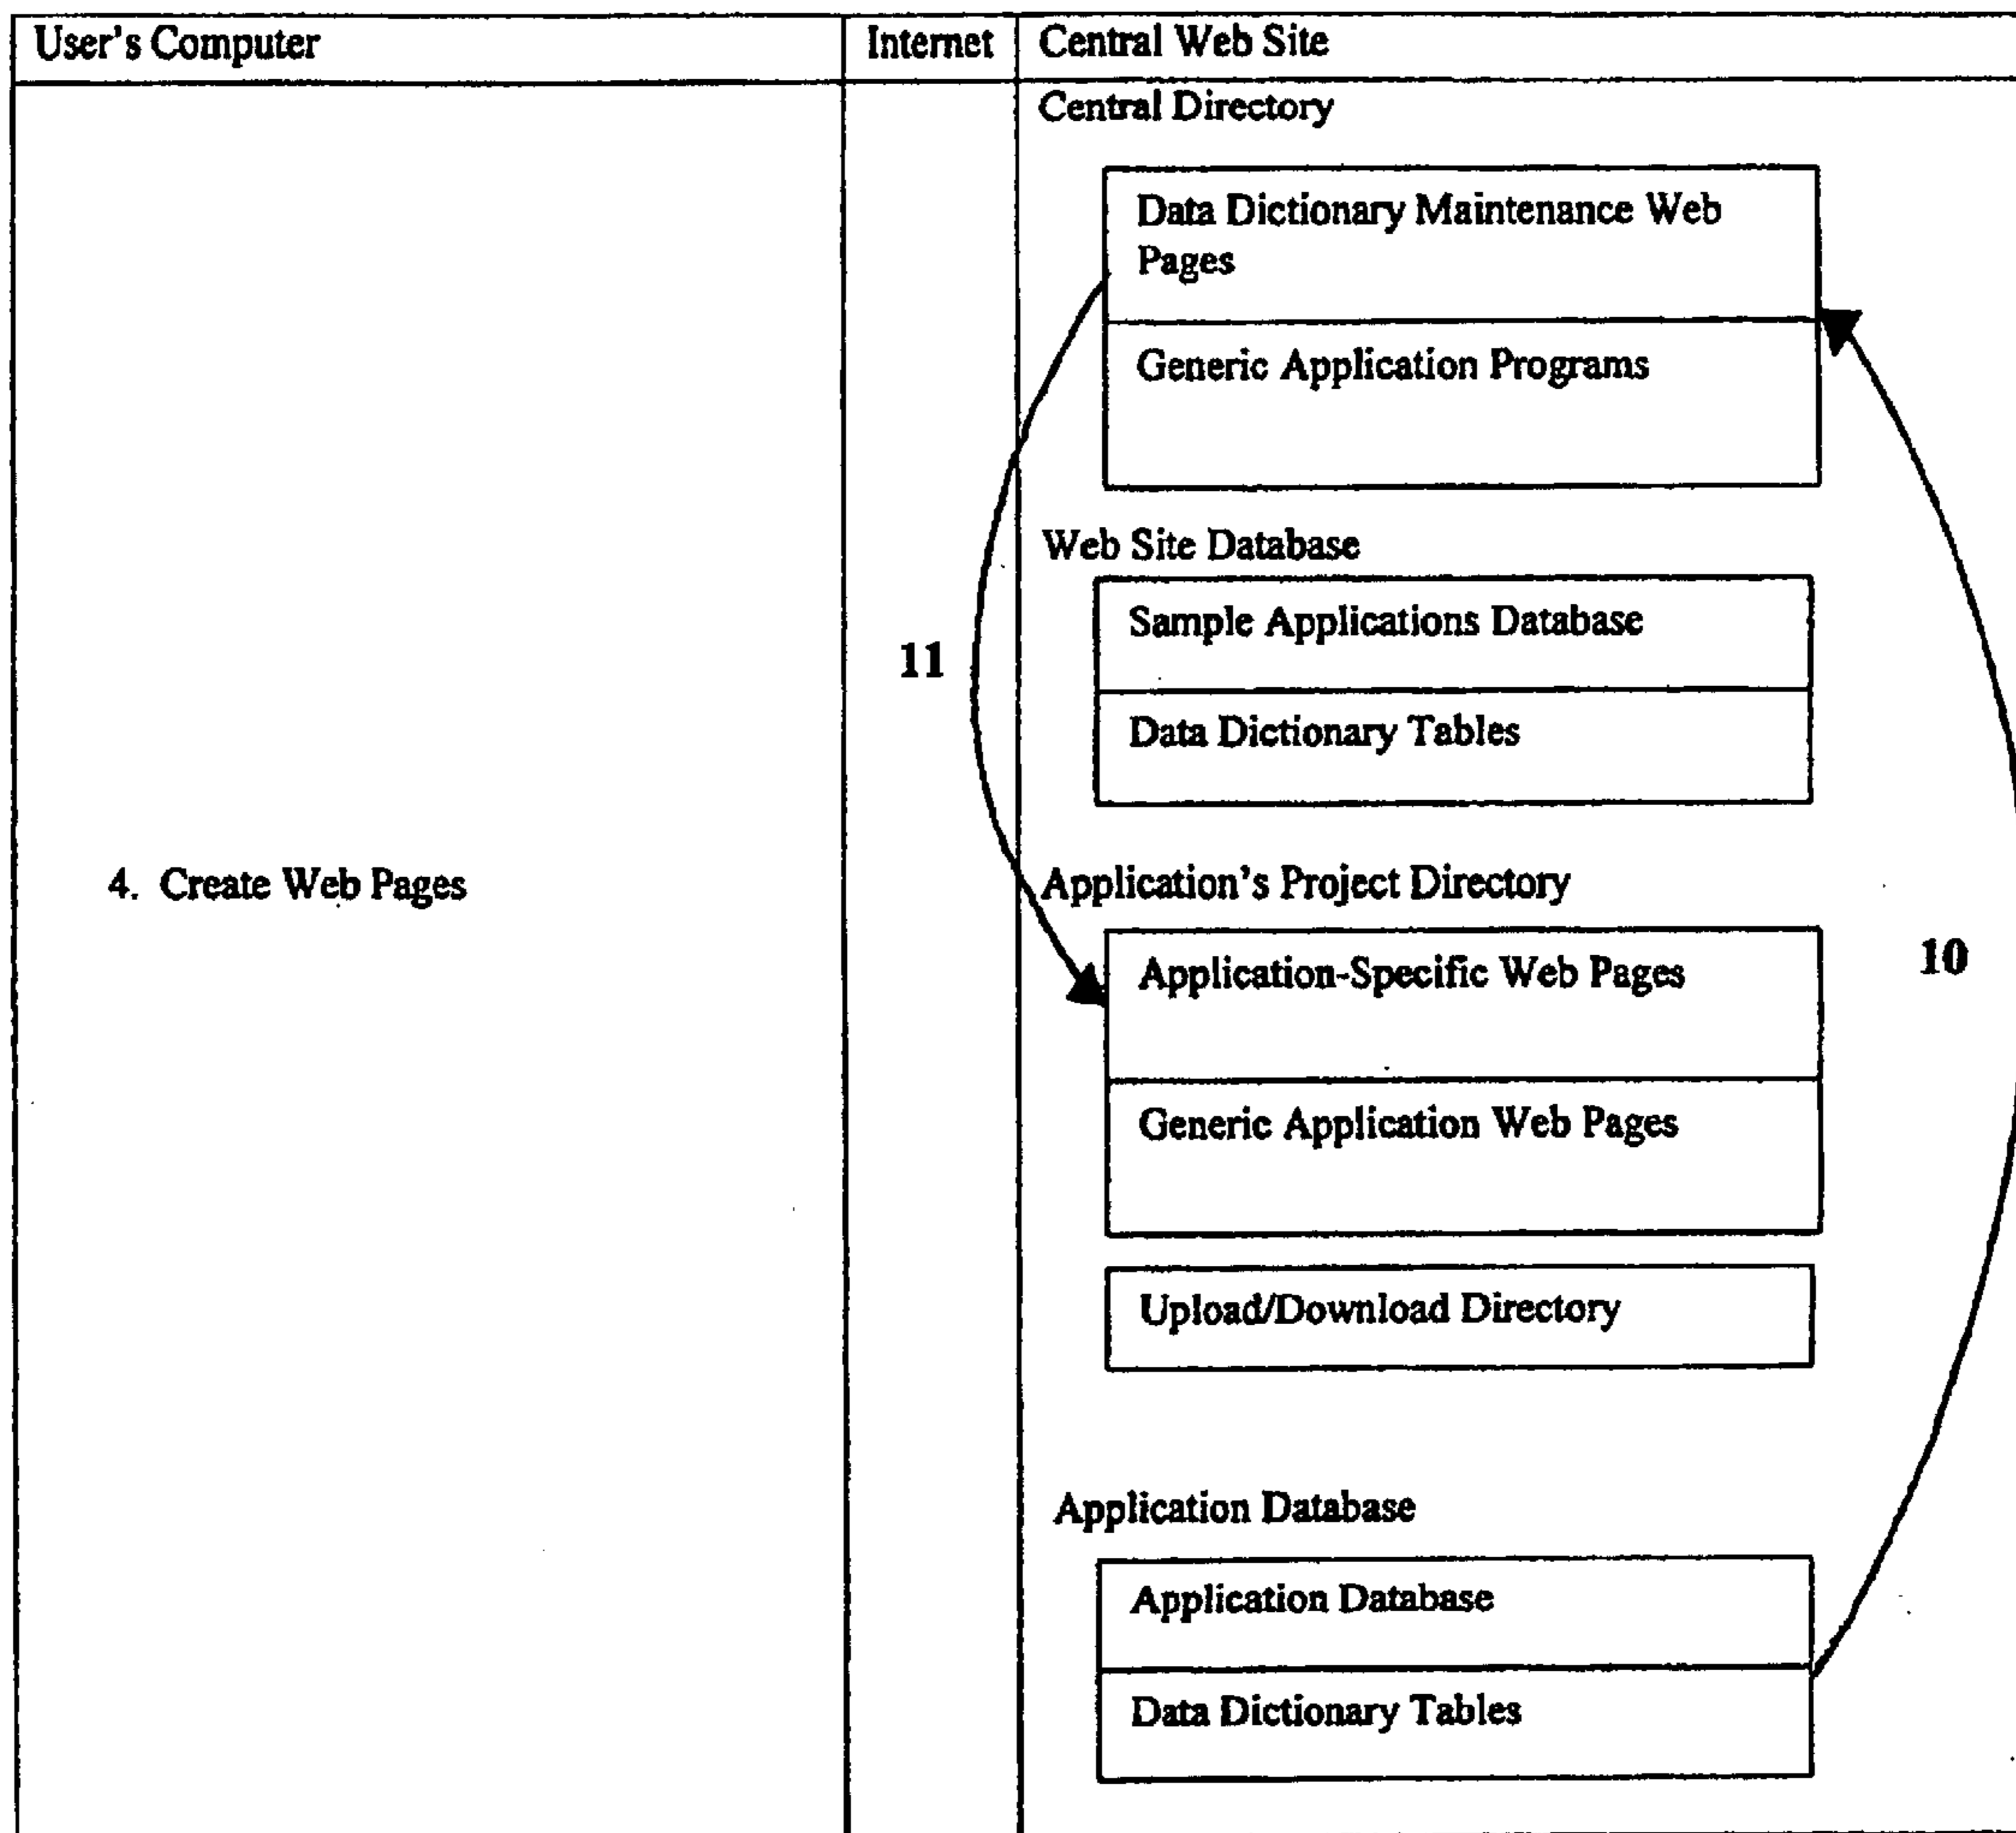 User's Computer
Internet
Central Web Site
Central Directory
Data Dictionary Maintenance Web
Pages
Generic Application Programs
Web Site Database
Sample Applications Database
11
Data Dictionary Tables
4. Create Web Pages
Application's Project Directory
Application-Specific Web Pages
10
Generic Application Web Pages
Upload/Download Directory
Application Database
Application Database
Data Dictionary Tables